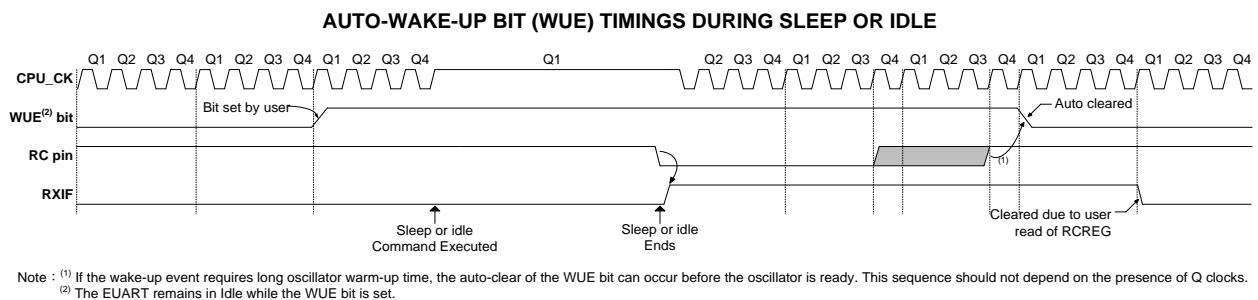 AUTO-WAKE-UP BIT (WUE) TIMINGS DURING SLEEP OR IDLE
Q1 Q2 Q3 Q4 Q1 Q2 Q3 Q4 Q1 Q2 Q3 Q4 Q1 Q2 Q3 Q4 Q1 Q2 Q3 Q4 Q1 Q2 Q3 Q4 Q1 Q2 Q3 Q4 Q1 Q2 Q3 Q4
CPU_CK
Bit set by user
Auto cleared
WUE(2) bit
RC pin
(1)
RXIF
Sleep or idle
Command Executed
Sleep or idle
Ends
Cleared due to user
read of RCREG
Note : (1) If the wake-up event requires long oscillator warm-up time, the auto-clear of the WUE bit can occur before the oscillator is ready. This sequence should not depend on the presence of Q clocks.
(2) The EUART remains in Idle while the WUE bit is set.